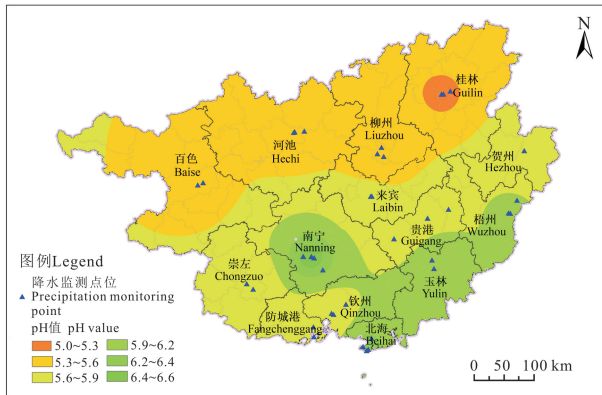 N
桂林
Guilin
柳州
Liuzhou
河池
Hechi
贺州
Hezhou
百色
Baise
来宾
Laibin
梧州
Wuzhou
贵港
Guigang
南宁
Nanning
崇左
Chongzuo
玉林
Yulin
钦州
Qinzhou
防城港
Fangchenggang
北海
Beihai
图例Legend
降水监测点位
Precipitation monitoring
point
pH值 pH value
5.0~5.3 5.9~6.2
5.3~5.6 6.2~6.4
5.6~5.9 6.4~6.6
0 50 100 km